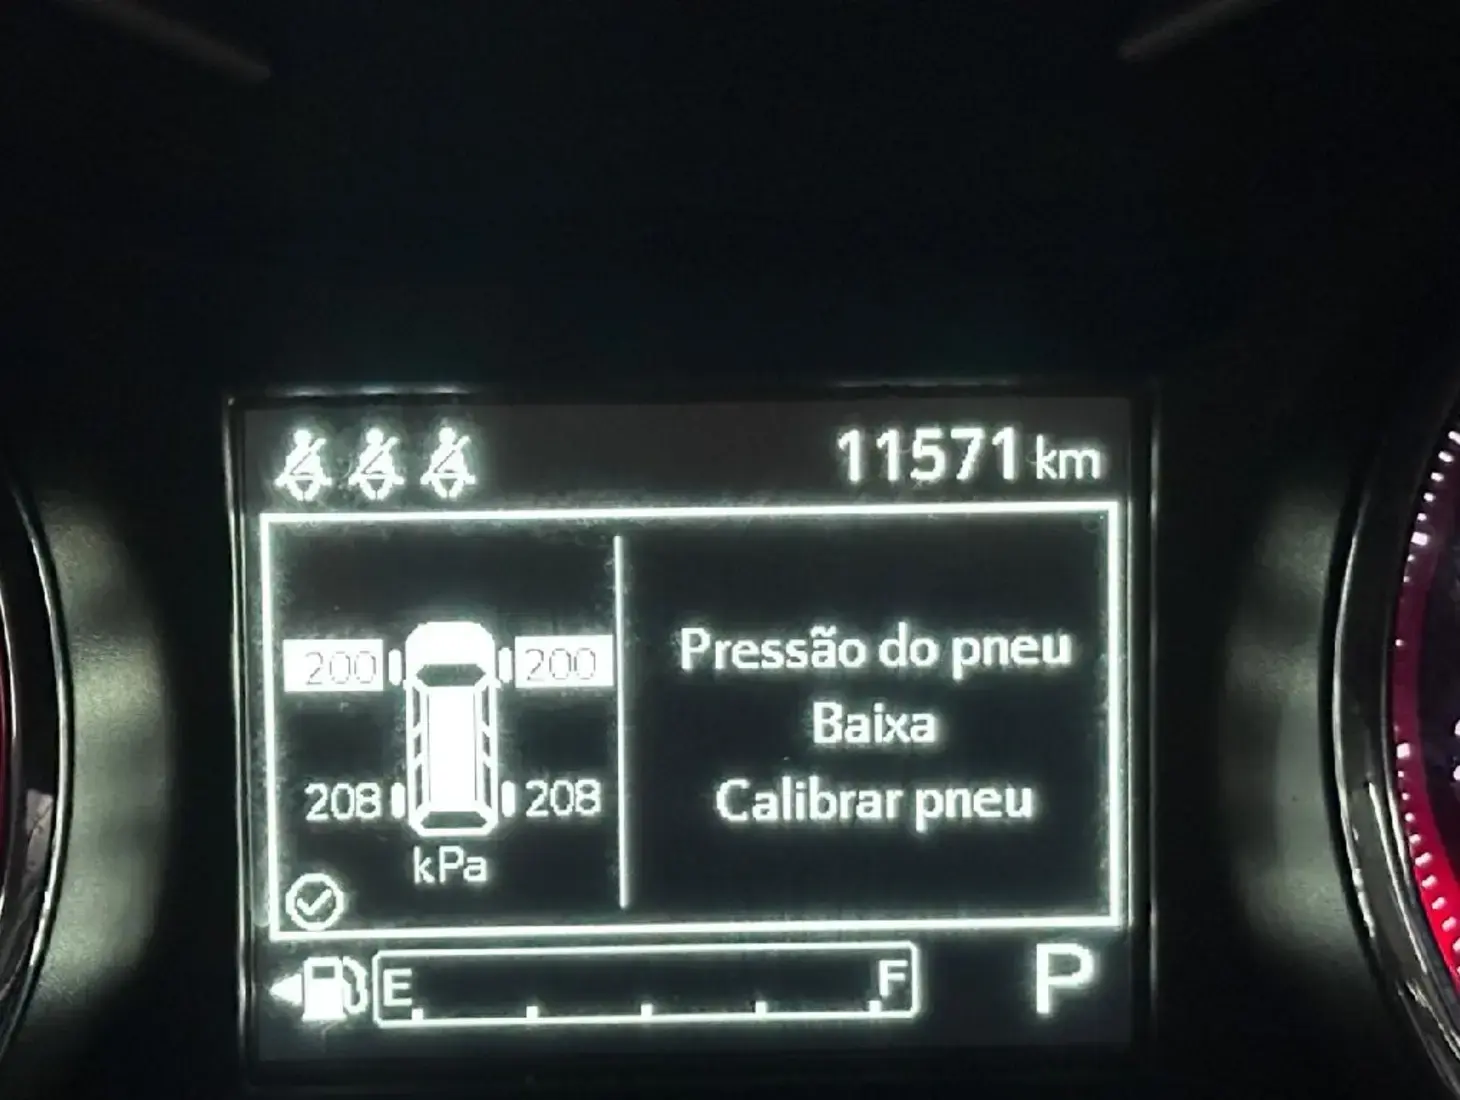 11571 km
200 200
208 208
kPa
Pressão do pneu
Baixa
Calibrar pneu
E F P